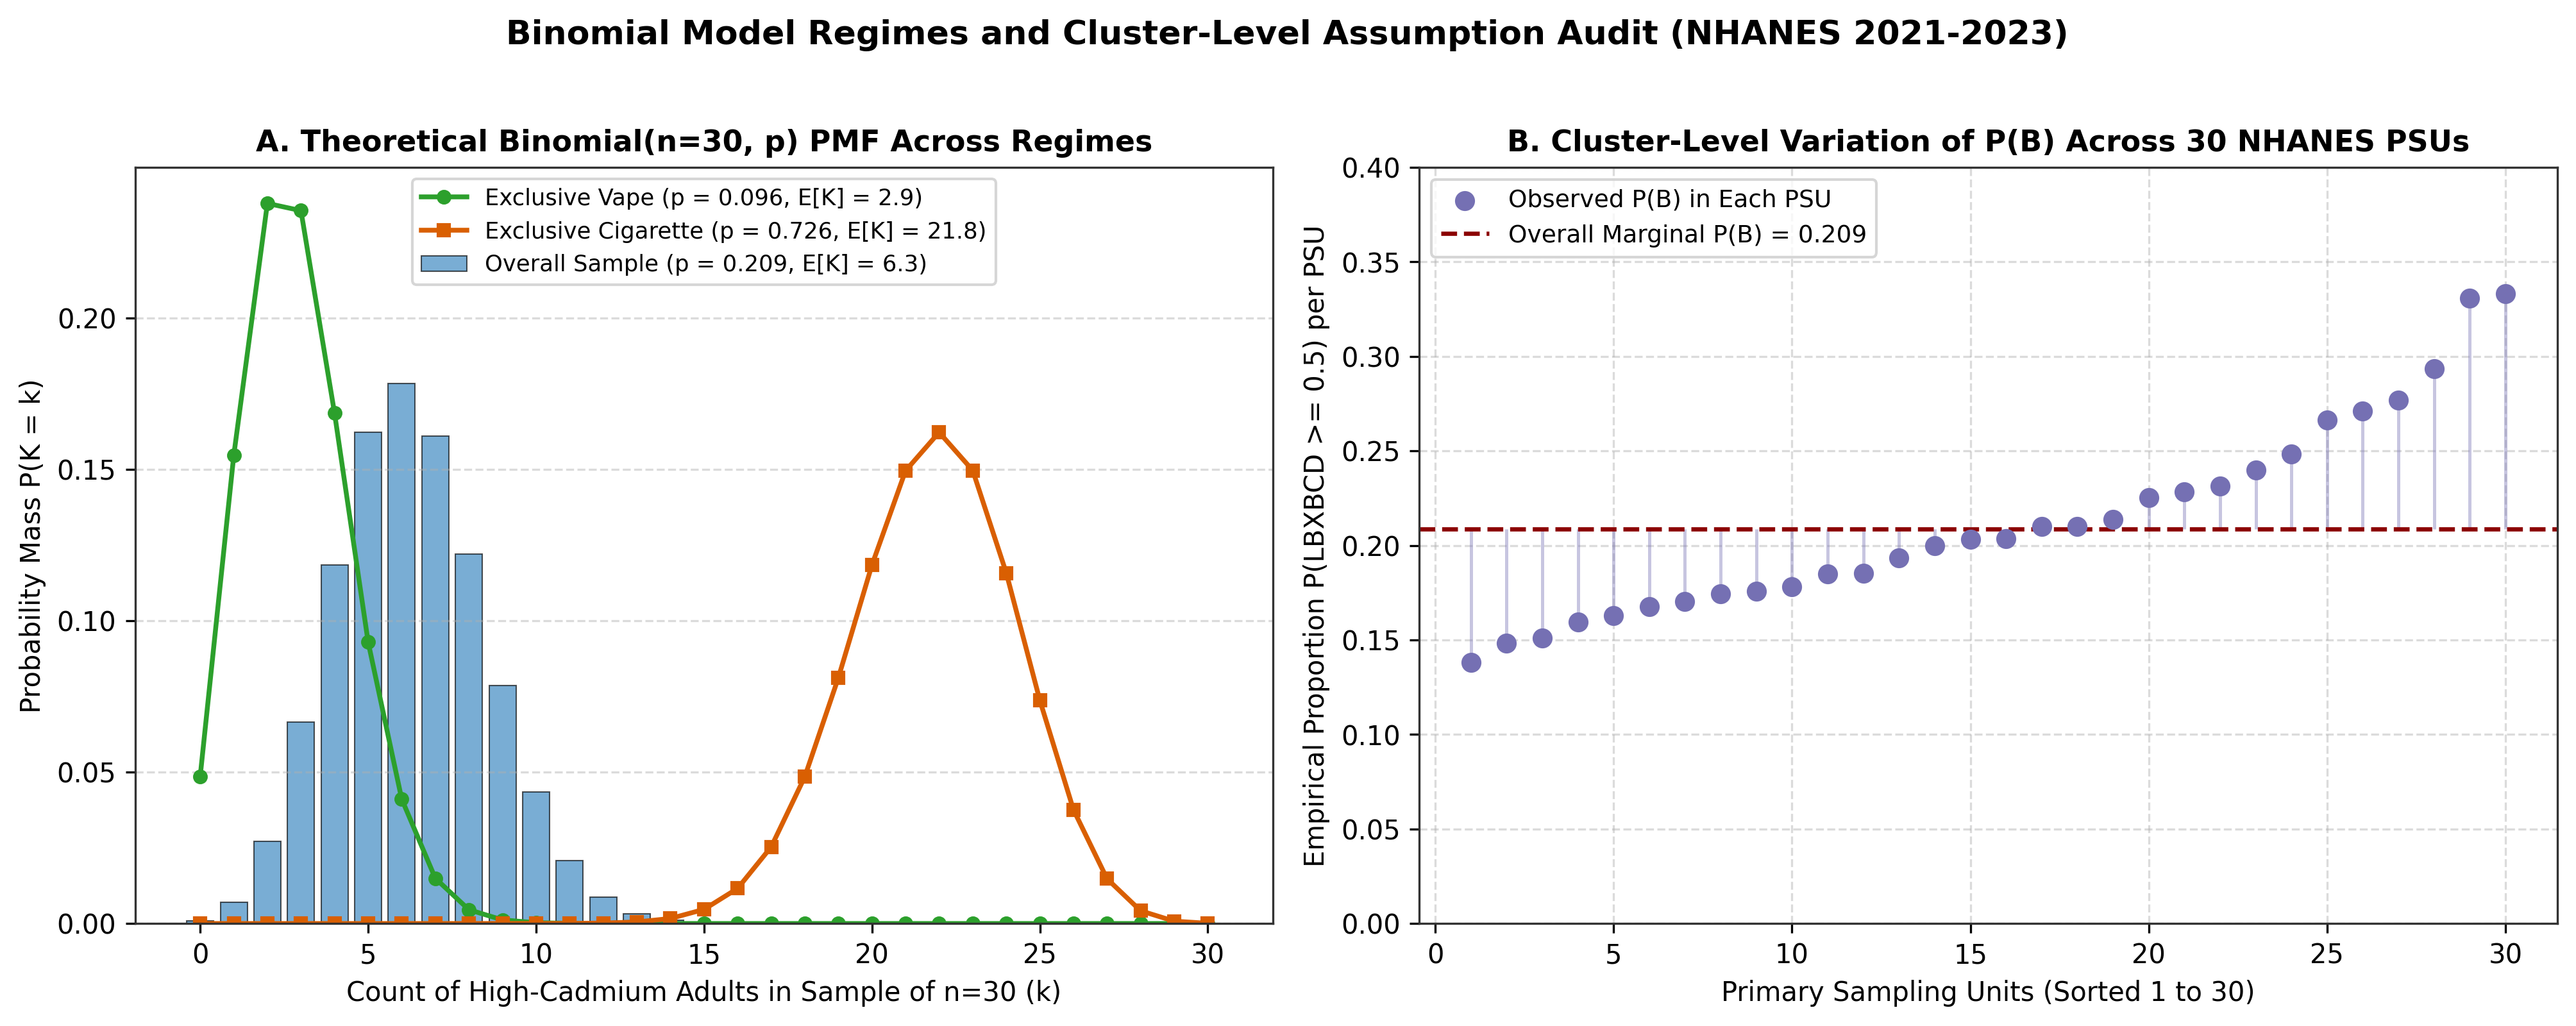 Binomial Model Regimes and Cluster-Level Assumption Audit (NHANES 2021-2023)
A. Theoretical Binomial(n=30, p) PMF Across Regimes
Exclusive Vape (p = 0.096, E[K] = 2.9)
Exclusive Cigarette (p = 0.726, E[K] = 21.8)
Overall Sample (p = 0.209, E[K] = 6.3)
Probability Mass P(K = k)
0.20
0.15
0.10
0.05
0.00
0 5 10 15 20 25 30
Count of High-Cadmium Adults in Sample of n=30 (k)
B. Cluster-Level Variation of P(B) Across 30 NHANES PSUs
Observed P(B) in Each PSU
Overall Marginal P(B) = 0.209
Empirical Proportion P(LBXBCD >= 0.5) per PSU
0.40
0.35
0.30
0.25
0.20
0.15
0.10
0.05
0.00
0 5 10 15 20 25 30
Primary Sampling Units (Sorted 1 to 30)